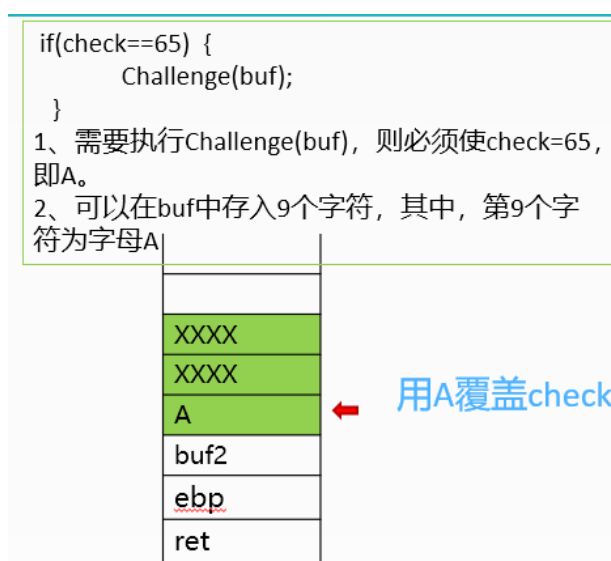 if(check==65) {
Challenge(buf);
}
1、需要执行Challenge(buf)，则必须使check=65，
即A。
2、可以在buf中存入9个字符，其中，第9个字
符为字母A
XXXX
XXXX
A
用A覆盖check
buf2
ebp
ret